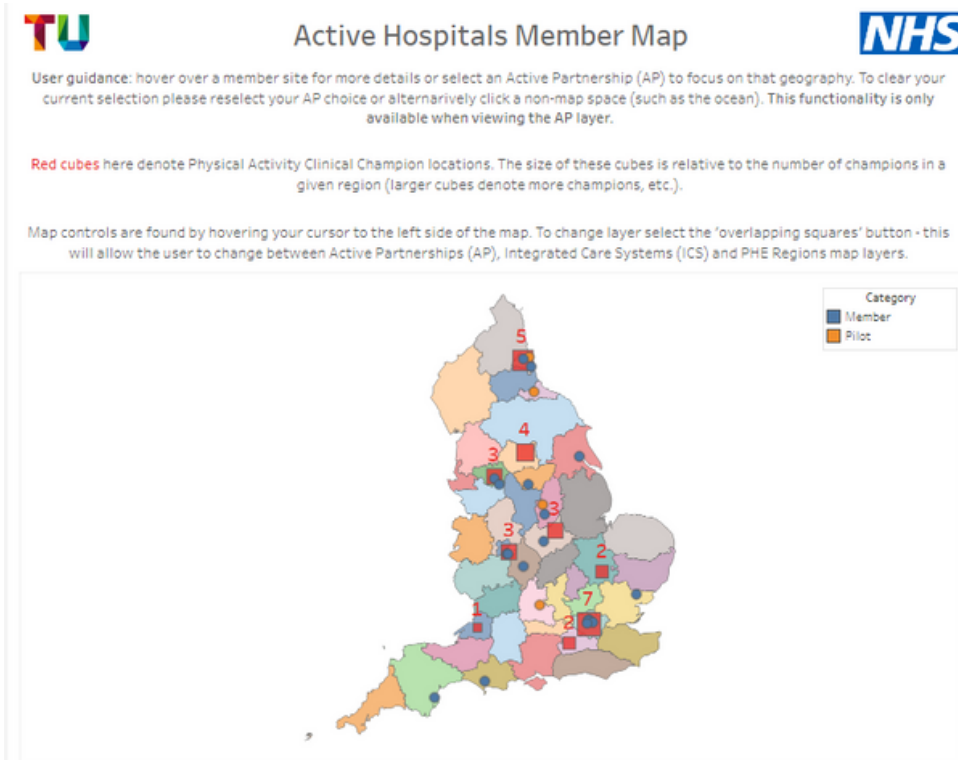 TU
Active Hospitals Member Map
NHS
User guidance: hover over a member site for more details or select an Active Partnership (AP) to focus on that geography. To clear your
current selection please reselect your AP choice or alternarively click a non-map space (such as the ocean). This functionality is only
available when viewing the AP layer.
Red cubes here denote Physical Activity Clinical Champion locations. The size of these cubes is relative to the number of champions in a
given region (larger cubes denote more champions, etc.).
Map controls are found by hovering your cursor to the left side of the map. To change layer select the 'overlapping squares' button - this
will allow the user to change between Active Partnerships (AP), Integrated Care Systems (ICS) and PHE Regions map layers.
Category
Member
Pilot
5
4
3
3
3
2
7
1
2